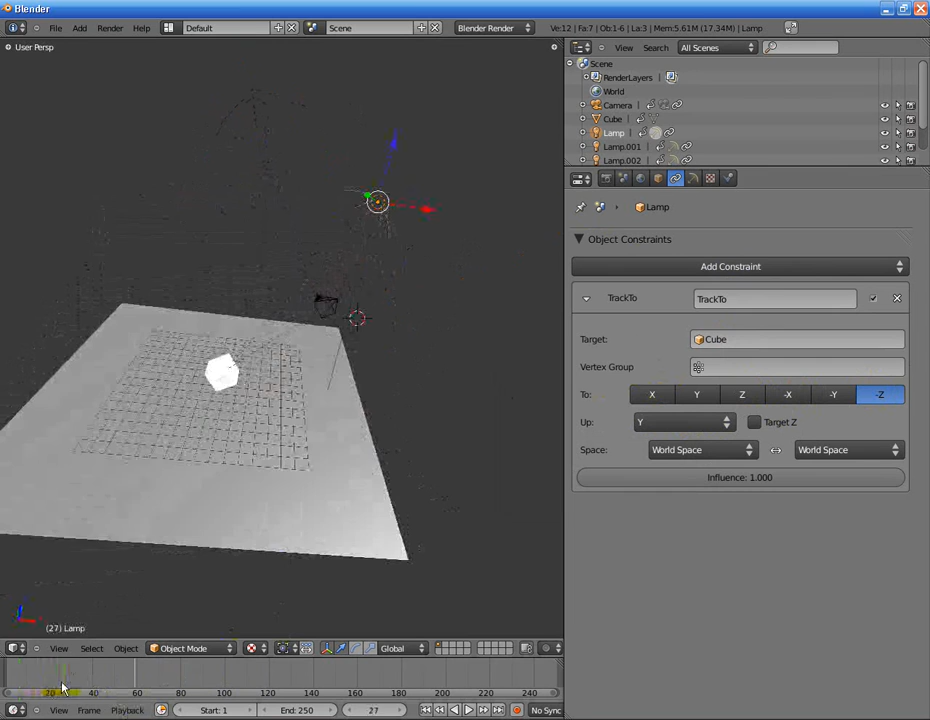 Blender
File Add Render Help Default Scene Blender Render Ve:12 | Fa:7 | Ob:1-6 | La:3 | Mem:5.61M (17.34M) | Lamp
User Persp
View Search All Scenes
Scene
RenderLayers
World
Camera
Cube
Lamp
Lamp.001
Lamp.002
Lamp
Object Constraints
Add Constraint
TrackTo TrackTo
Target: Cube
Vertex Group
To: X Y Z -X -Y -Z
Up: Y Target Z
Space: World Space World Space
Influence: 1.000
(27) Lamp
View Select Object Object Mode Global
20 40 60 80 100 120 140 160 180 200 220 240
View Frame Playback Start: 1 End: 250 27 No Sync